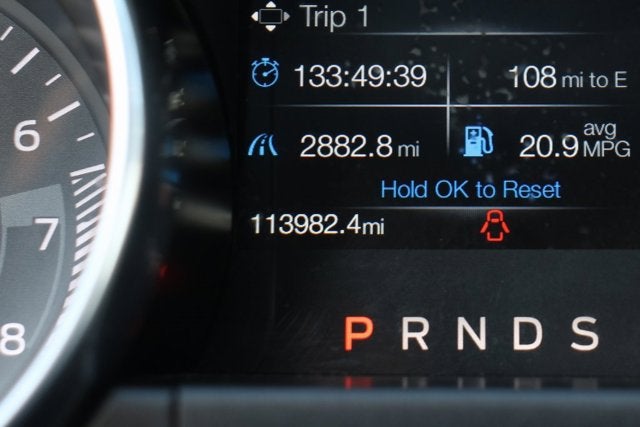 Trip 1
133:49:39 108 mi to E
2882.8 mi 20.9 avg MPG
Hold OK to Reset
113982.4mi
P R N D S
6
7
8